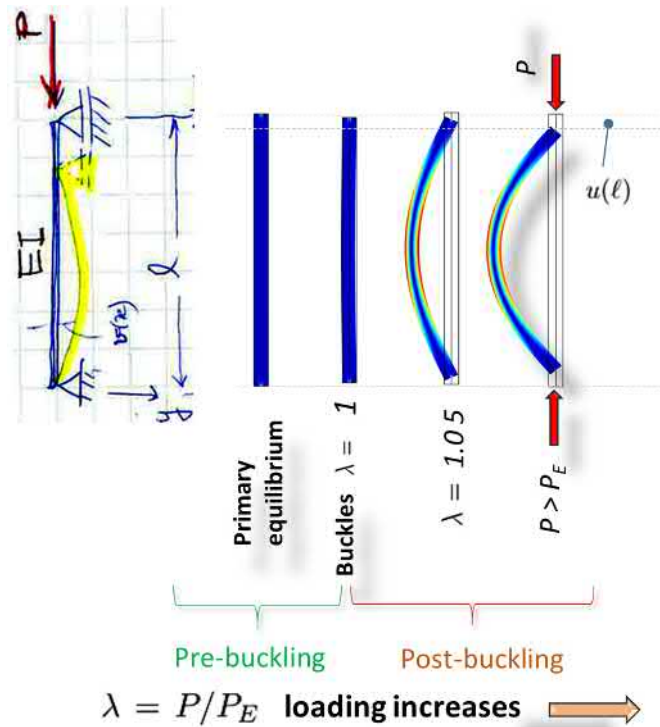 P
EI
v(x)
ℓ
y
P
u(ℓ)
Primary
equilibrium
Buckles λ = 1
λ = 1.05
P > P_E
Pre-buckling
Post-buckling
λ = P/P_E loading increases